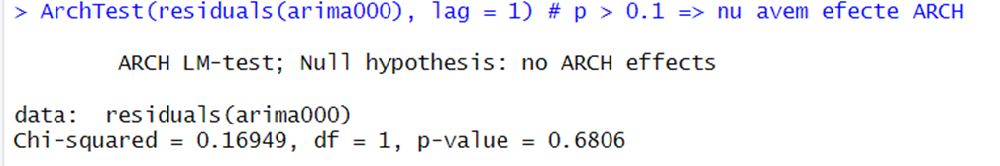 > ArchTest(residuals(arima000), lag = 1) # p > 0.1 => nu avem efecte ARCH
ARCH LM-test; Null hypothesis: no ARCH effects
data: residuals(arima000)
Chi-squared = 0.16949, df = 1, p-value = 0.6806